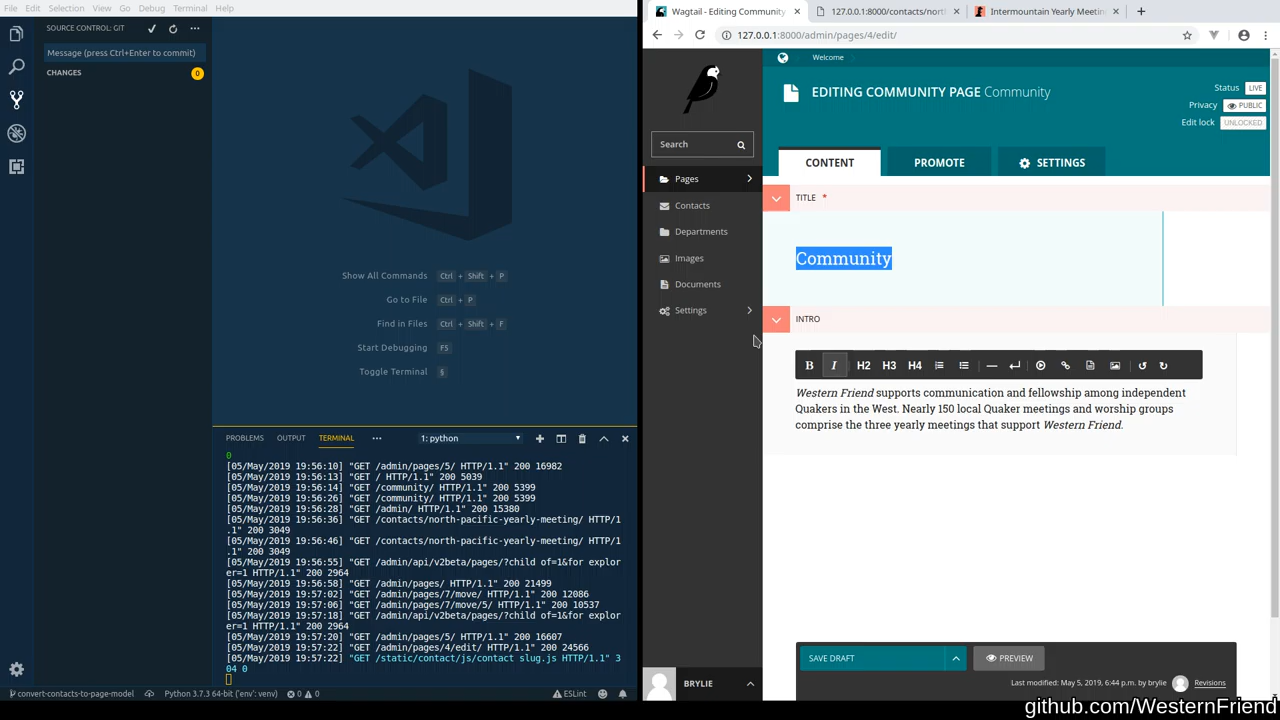 File Edit Selection View Go Debug Terminal Help
SOURCE CONTROL: GIT
Message (press Ctrl+Enter to commit)
CHANGES 0
Show All Commands Ctrl + Shift + P
Go to File Ctrl + P
Find in Files Ctrl + Shift + F
Start Debugging F5
Toggle Terminal §
PROBLEMS OUTPUT TERMINAL 1: python
0
[05/May/2019 19:56:10] "GET /admin/pages/5/ HTTP/1.1" 200 16982
[05/May/2019 19:56:13] "GET / HTTP/1.1" 200 5039
[05/May/2019 19:56:14] "GET /community/ HTTP/1.1" 200 5399
[05/May/2019 19:56:26] "GET /community/ HTTP/1.1" 200 5399
[05/May/2019 19:56:28] "GET /admin/ HTTP/1.1" 200 15380
[05/May/2019 19:56:36] "GET /contacts/north-pacific-yearly-meeting/ HTTP/1
.1" 200 3049
[05/May/2019 19:56:46] "GET /contacts/north-pacific-yearly-meeting/ HTTP/1
.1" 200 3049
[05/May/2019 19:56:55] "GET /admin/api/v2beta/pages/?child_of=1&for_explor
er=1 HTTP/1.1" 200 2964
[05/May/2019 19:56:58] "GET /admin/pages/ HTTP/1.1" 200 21499
[05/May/2019 19:57:02] "GET /admin/pages/7/move/ HTTP/1.1" 200 12086
[05/May/2019 19:57:06] "GET /admin/pages/7/move/5/ HTTP/1.1" 200 10537
[05/May/2019 19:57:18] "GET /admin/api/v2beta/pages/?child_of=1&for_explor
er=1 HTTP/1.1" 200 2964
[05/May/2019 19:57:20] "GET /admin/pages/5/ HTTP/1.1" 200 16607
[05/May/2019 19:57:22] "GET /admin/pages/4/edit/ HTTP/1.1" 200 24566
[05/May/2019 19:57:22] "GET /static/contact/js/contact_slug.js HTTP/1.1" 3
04 0
convert-contacts-to-page-model Python 3.7.3 64-bit ('env': venv) 0 0 ESLint
Wagtail - Editing Community 127.0.0.1:8000/contacts/nort Intermountain Yearly Meetin
127.0.0.1:8000/admin/pages/4/edit/
Search
Pages
Contacts
Departments
Images
Documents
Settings
BRYLIE
Welcome
EDITING COMMUNITY PAGE Community
Status LIVE
Privacy PUBLIC
Edit lock UNLOCKED
CONTENT PROMOTE SETTINGS
TITLE *
Community
INTRO
B I H2 H3 H4
Western Friend supports communication and fellowship among independent
Quakers in the West. Nearly 150 local Quaker meetings and worship groups
comprise the three yearly meetings that support Western Friend.
SAVE DRAFT PREVIEW
Last modified: May 5, 2019, 6:44 p.m. by brylie Revisions
github.com/WesternFriend